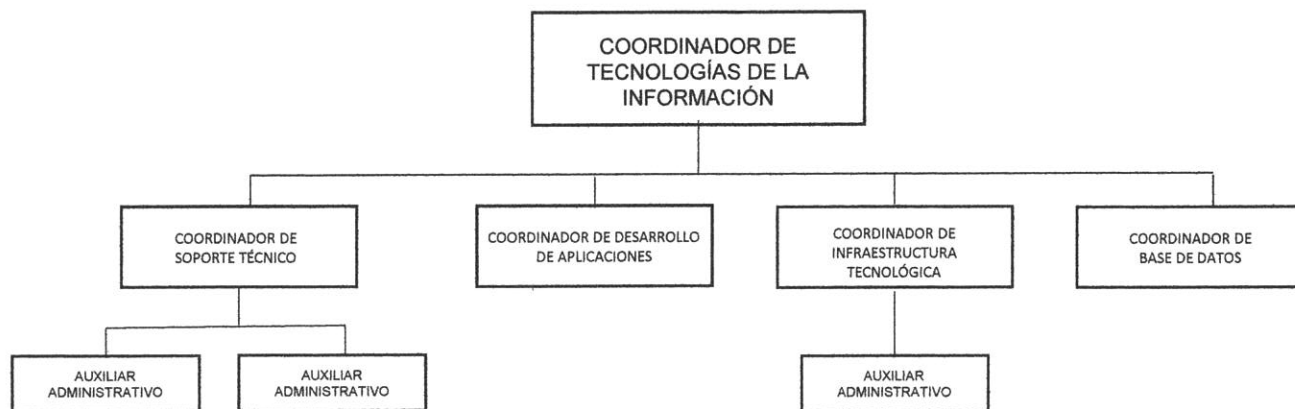 COORDINADOR DE
TECNOLOGÍAS DE LA
INFORMACIÓN
COORDINADOR DE
SOPORTE TÉCNICO
COORDINADOR DE DESARROLLO
DE APLICACIONES
COORDINADOR DE
INFRAESTRUCTURA
TECNOLÓGICA
COORDINADOR DE
BASE DE DATOS
AUXILIAR
ADMINISTRATIVO
AUXILIAR
ADMINISTRATIVO
AUXILIAR
ADMINISTRATIVO